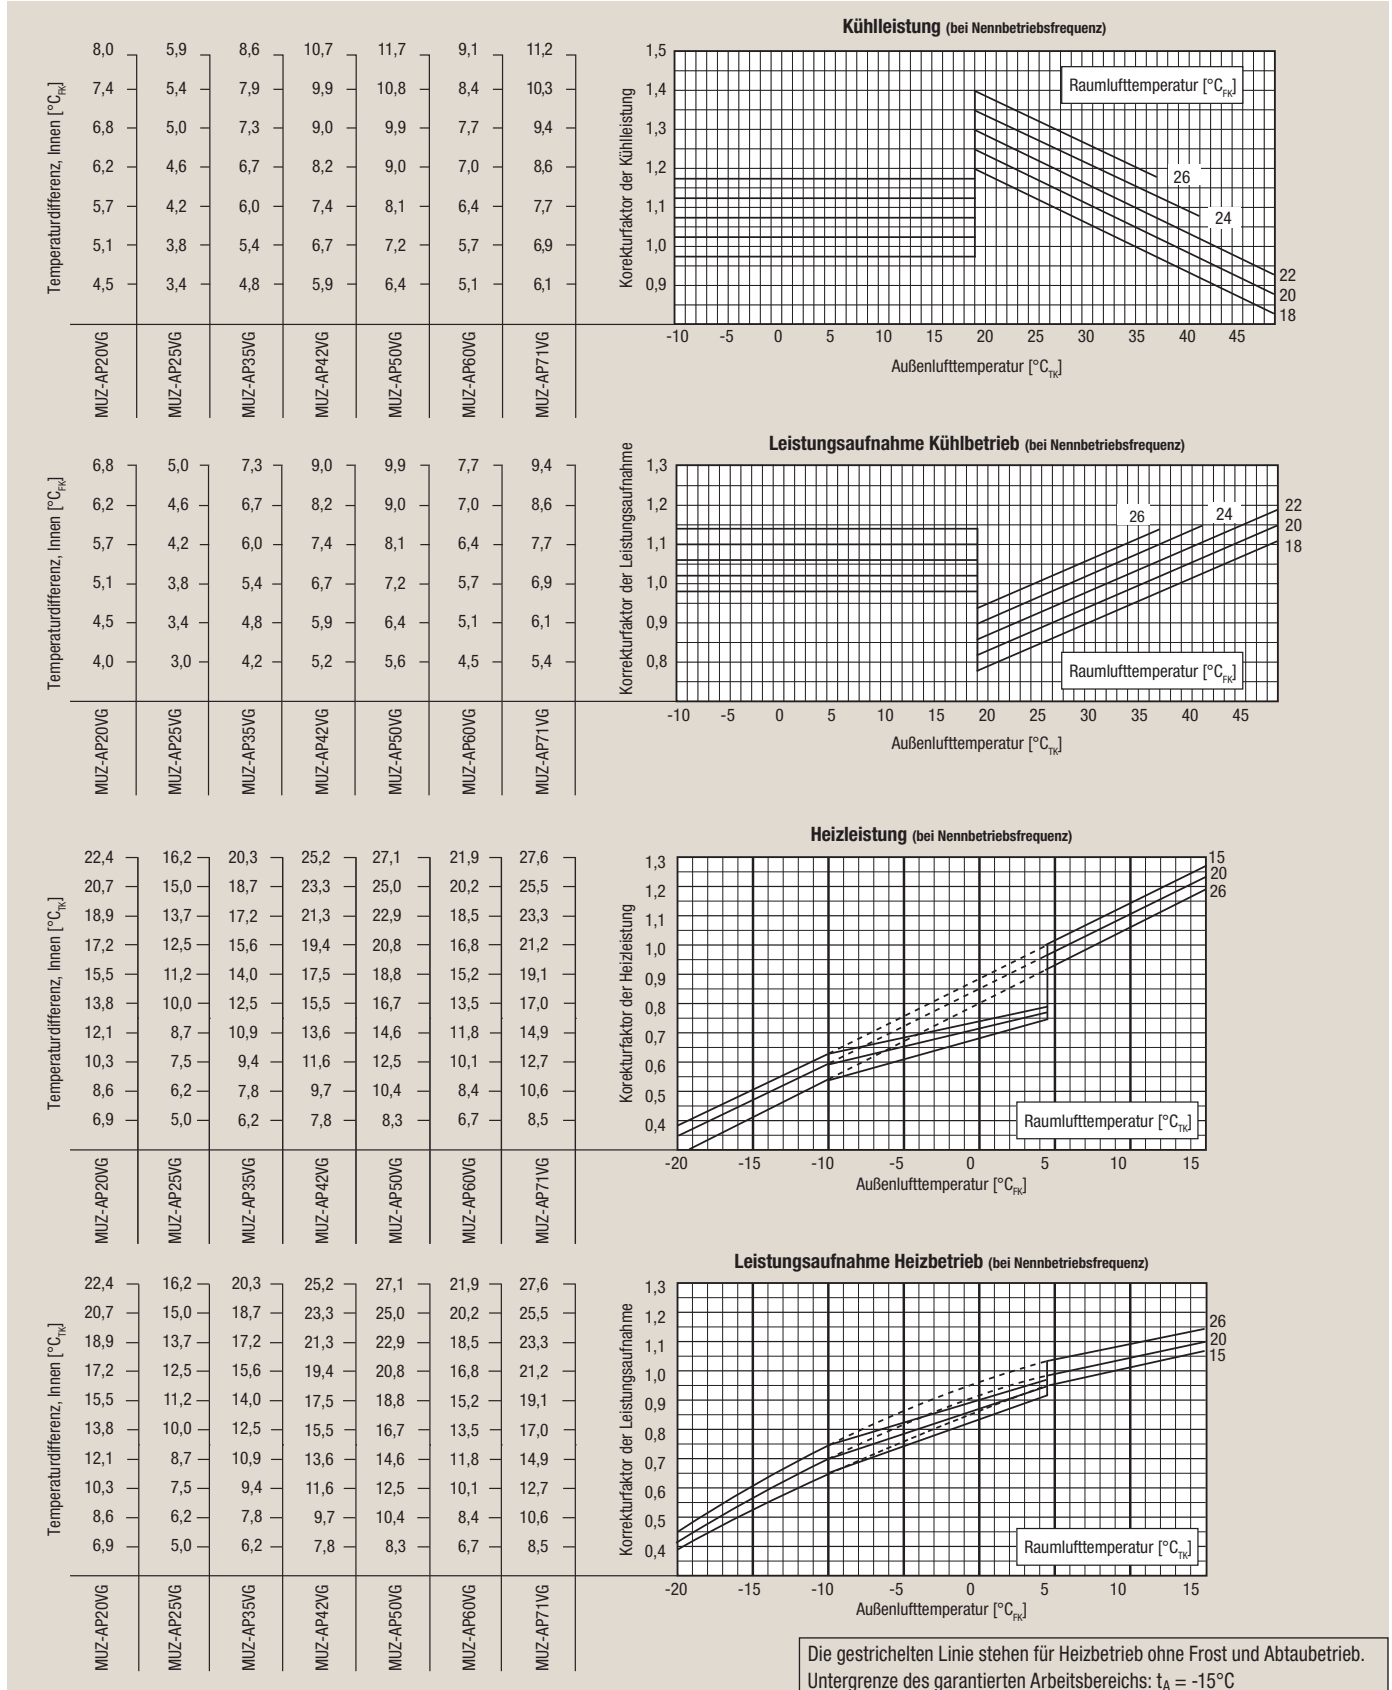 Kühlleistung (bei Nennbetriebsfrequenz)
Temperaturdifferenz, Innen [°C_FK]
8,0 5,9 8,6 10,7 11,7 9,1 11,2
7,4 5,4 7,9 9,9 10,8 8,4 10,3
6,8 5,0 7,3 9,0 9,9 7,7 9,4
6,2 4,6 6,7 8,2 9,0 7,0 8,6
5,7 4,2 6,0 7,4 8,1 6,4 7,7
5,1 3,8 5,4 6,7 7,2 5,7 6,9
4,5 3,4 4,8 5,9 6,4 5,1 6,1
MUZ-AP20VG MUZ-AP25VG MUZ-AP35VG MUZ-AP42VG MUZ-AP50VG MUZ-AP60VG MUZ-AP71VG
Korekturfaktor der Kühlleistung
1,5
1,4
1,3
1,2
1,1
1,0
0,9
Raumlufttemperatur [°C_FK]
26
24
22
20
18
-10 -5 0 5 10 15 20 25 30 35 40 45
Außenlufttemperatur [°C_TK]
Leistungsaufnahme Kühlbetrieb (bei Nennbetriebsfrequenz)
Temperaturdifferenz, Innen [°C_FK]
6,8 5,0 7,3 9,0 9,9 7,7 9,4
6,2 4,6 6,7 8,2 9,0 7,0 8,6
5,7 4,2 6,0 7,4 8,1 6,4 7,7
5,1 3,8 5,4 6,7 7,2 5,7 6,9
4,5 3,4 4,8 5,9 6,4 5,1 6,1
4,0 3,0 4,2 5,2 5,6 4,5 5,4
MUZ-AP20VG MUZ-AP25VG MUZ-AP35VG MUZ-AP42VG MUZ-AP50VG MUZ-AP60VG MUZ-AP71VG
Korrekturfaktor der Leistungsaufnahme
1,3
1,2
1,1
1,0
0,9
0,8
26
24
22
20
18
Raumlufttemperatur [°C_FK]
-10 -5 0 5 10 15 20 25 30 35 40 45
Außenlufttemperatur [°C_TK]
Heizleistung (bei Nennbetriebsfrequenz)
Temperaturdifferenz, Innen [°C_TK]
22,4 16,2 20,3 25,2 27,1 21,9 27,6
20,7 15,0 18,7 23,3 25,0 20,2 25,5
18,9 13,7 17,2 21,3 22,9 18,5 23,3
17,2 12,5 15,6 19,4 20,8 16,8 21,2
15,5 11,2 14,0 17,5 18,8 15,2 19,1
13,8 10,0 12,5 15,5 16,7 13,5 17,0
12,1 8,7 10,9 13,6 14,6 11,8 14,9
10,3 7,5 9,4 11,6 12,5 10,1 12,7
8,6 6,2 7,8 9,7 10,4 8,4 10,6
6,9 5,0 6,2 7,8 8,3 6,7 8,5
MUZ-AP20VG MUZ-AP25VG MUZ-AP35VG MUZ-AP42VG MUZ-AP50VG MUZ-AP60VG MUZ-AP71VG
Korekturfaktor der Heizleistung
1,3
1,2
1,1
1,0
0,9
0,8
0,7
0,6
0,5
0,4
15
20
26
Raumlufttemperatur [°C_TK]
-20 -15 -10 -5 0 5 10 15
Außenlufttemperatur [°C_FK]
Leistungsaufnahme Heizbetrieb (bei Nennbetriebsfrequenz)
Temperaturdifferenz, Innen [°C_TK]
22,4 16,2 20,3 25,2 27,1 21,9 27,6
20,7 15,0 18,7 23,3 25,0 20,2 25,5
18,9 13,7 17,2 21,3 22,9 18,5 23,3
17,2 12,5 15,6 19,4 20,8 16,8 21,2
15,5 11,2 14,0 17,5 18,8 15,2 19,1
13,8 10,0 12,5 15,5 16,7 13,5 17,0
12,1 8,7 10,9 13,6 14,6 11,8 14,9
10,3 7,5 9,4 11,6 12,5 10,1 12,7
8,6 6,2 7,8 9,7 10,4 8,4 10,6
6,9 5,0 6,2 7,8 8,3 6,7 8,5
MUZ-AP20VG MUZ-AP25VG MUZ-AP35VG MUZ-AP42VG MUZ-AP50VG MUZ-AP60VG MUZ-AP71VG
Korrekturfaktor der Leistungsaufnahme
1,3
1,2
1,1
1,0
0,9
0,8
0,7
0,6
0,5
0,4
26
20
15
Raumlufttemperatur [°C_TK]
-20 -15 -10 -5 0 5 10 15
Außenlufttemperatur [°C_FK]
Die gestrichelten Linie stehen für Heizbetrieb ohne Frost und Abtaubetrieb.
Untergrenze des garantierten Arbeitsbereichs: t_A = -15°C